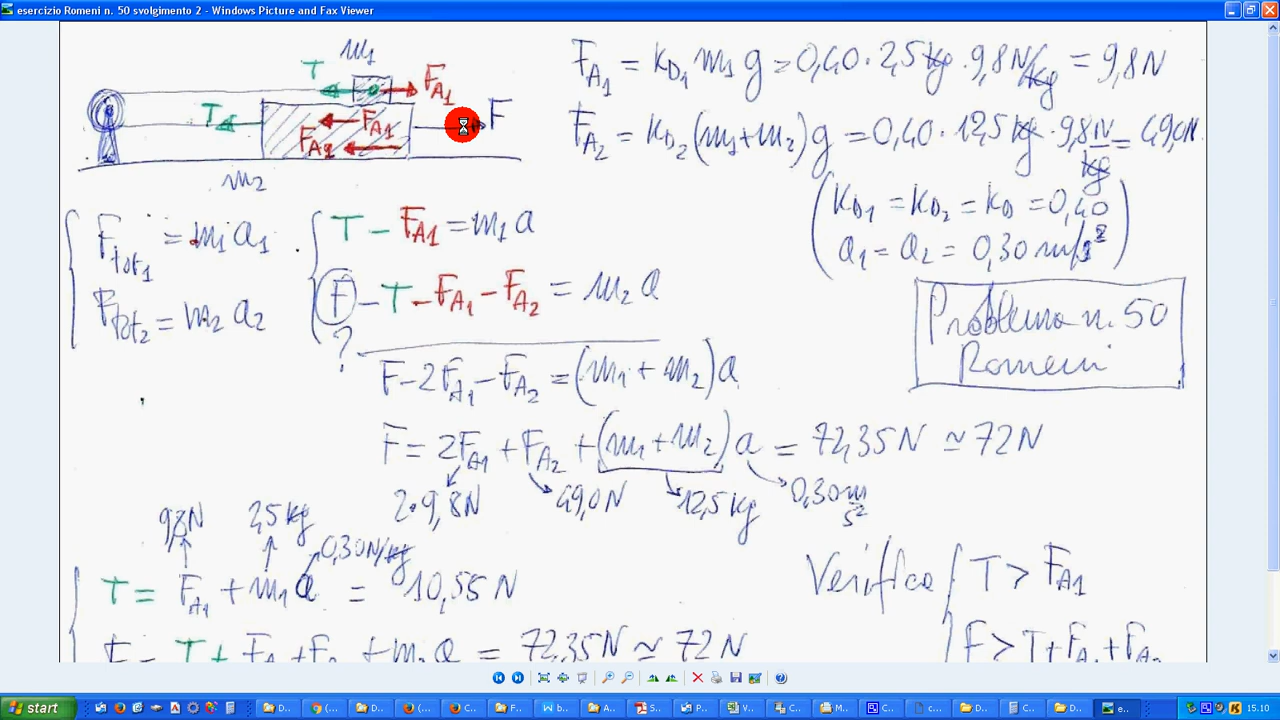 esercizio Romeni n. 50 svolgimento 2 - Windows Picture and Fax Viewer
m1
T
FA1
T
FA1
F
FA2
m2
FA1 = kD1 m1 g = 0,40 · 2,5 kg · 9,8 N/kg = 9,8 N
FA2 = kD2 (m1+m2) g = 0,40 · 12,5 kg · 9,8 N/kg = 49,0 N
(kD1 = kD2 = kD = 0,40
a1 = a2 = 0,30 m/s²)
Ftot1 = m1 a1
Ftot2 = m2 a2
T - FA1 = m1 a
F - T - FA1 - FA2 = m2 a
?
Problema n. 50
Romeni
F - 2FA1 - FA2 = (m1 + m2) a
F = 2FA1 + FA2 + (m1 + m2) a = 72,35 N ≃ 72 N
2·9,8N 49,0N 12,5 kg 0,30 m/s²
9,8N 2,5 kg 0,30 N/kg
T = FA1 + m1 a = 10,55 N
F = T + FA1 + FA2 + m2 a = 72,35 N ≃ 72 N
Verifica
T > FA1
F > T + FA1 + FA2
start
15.10